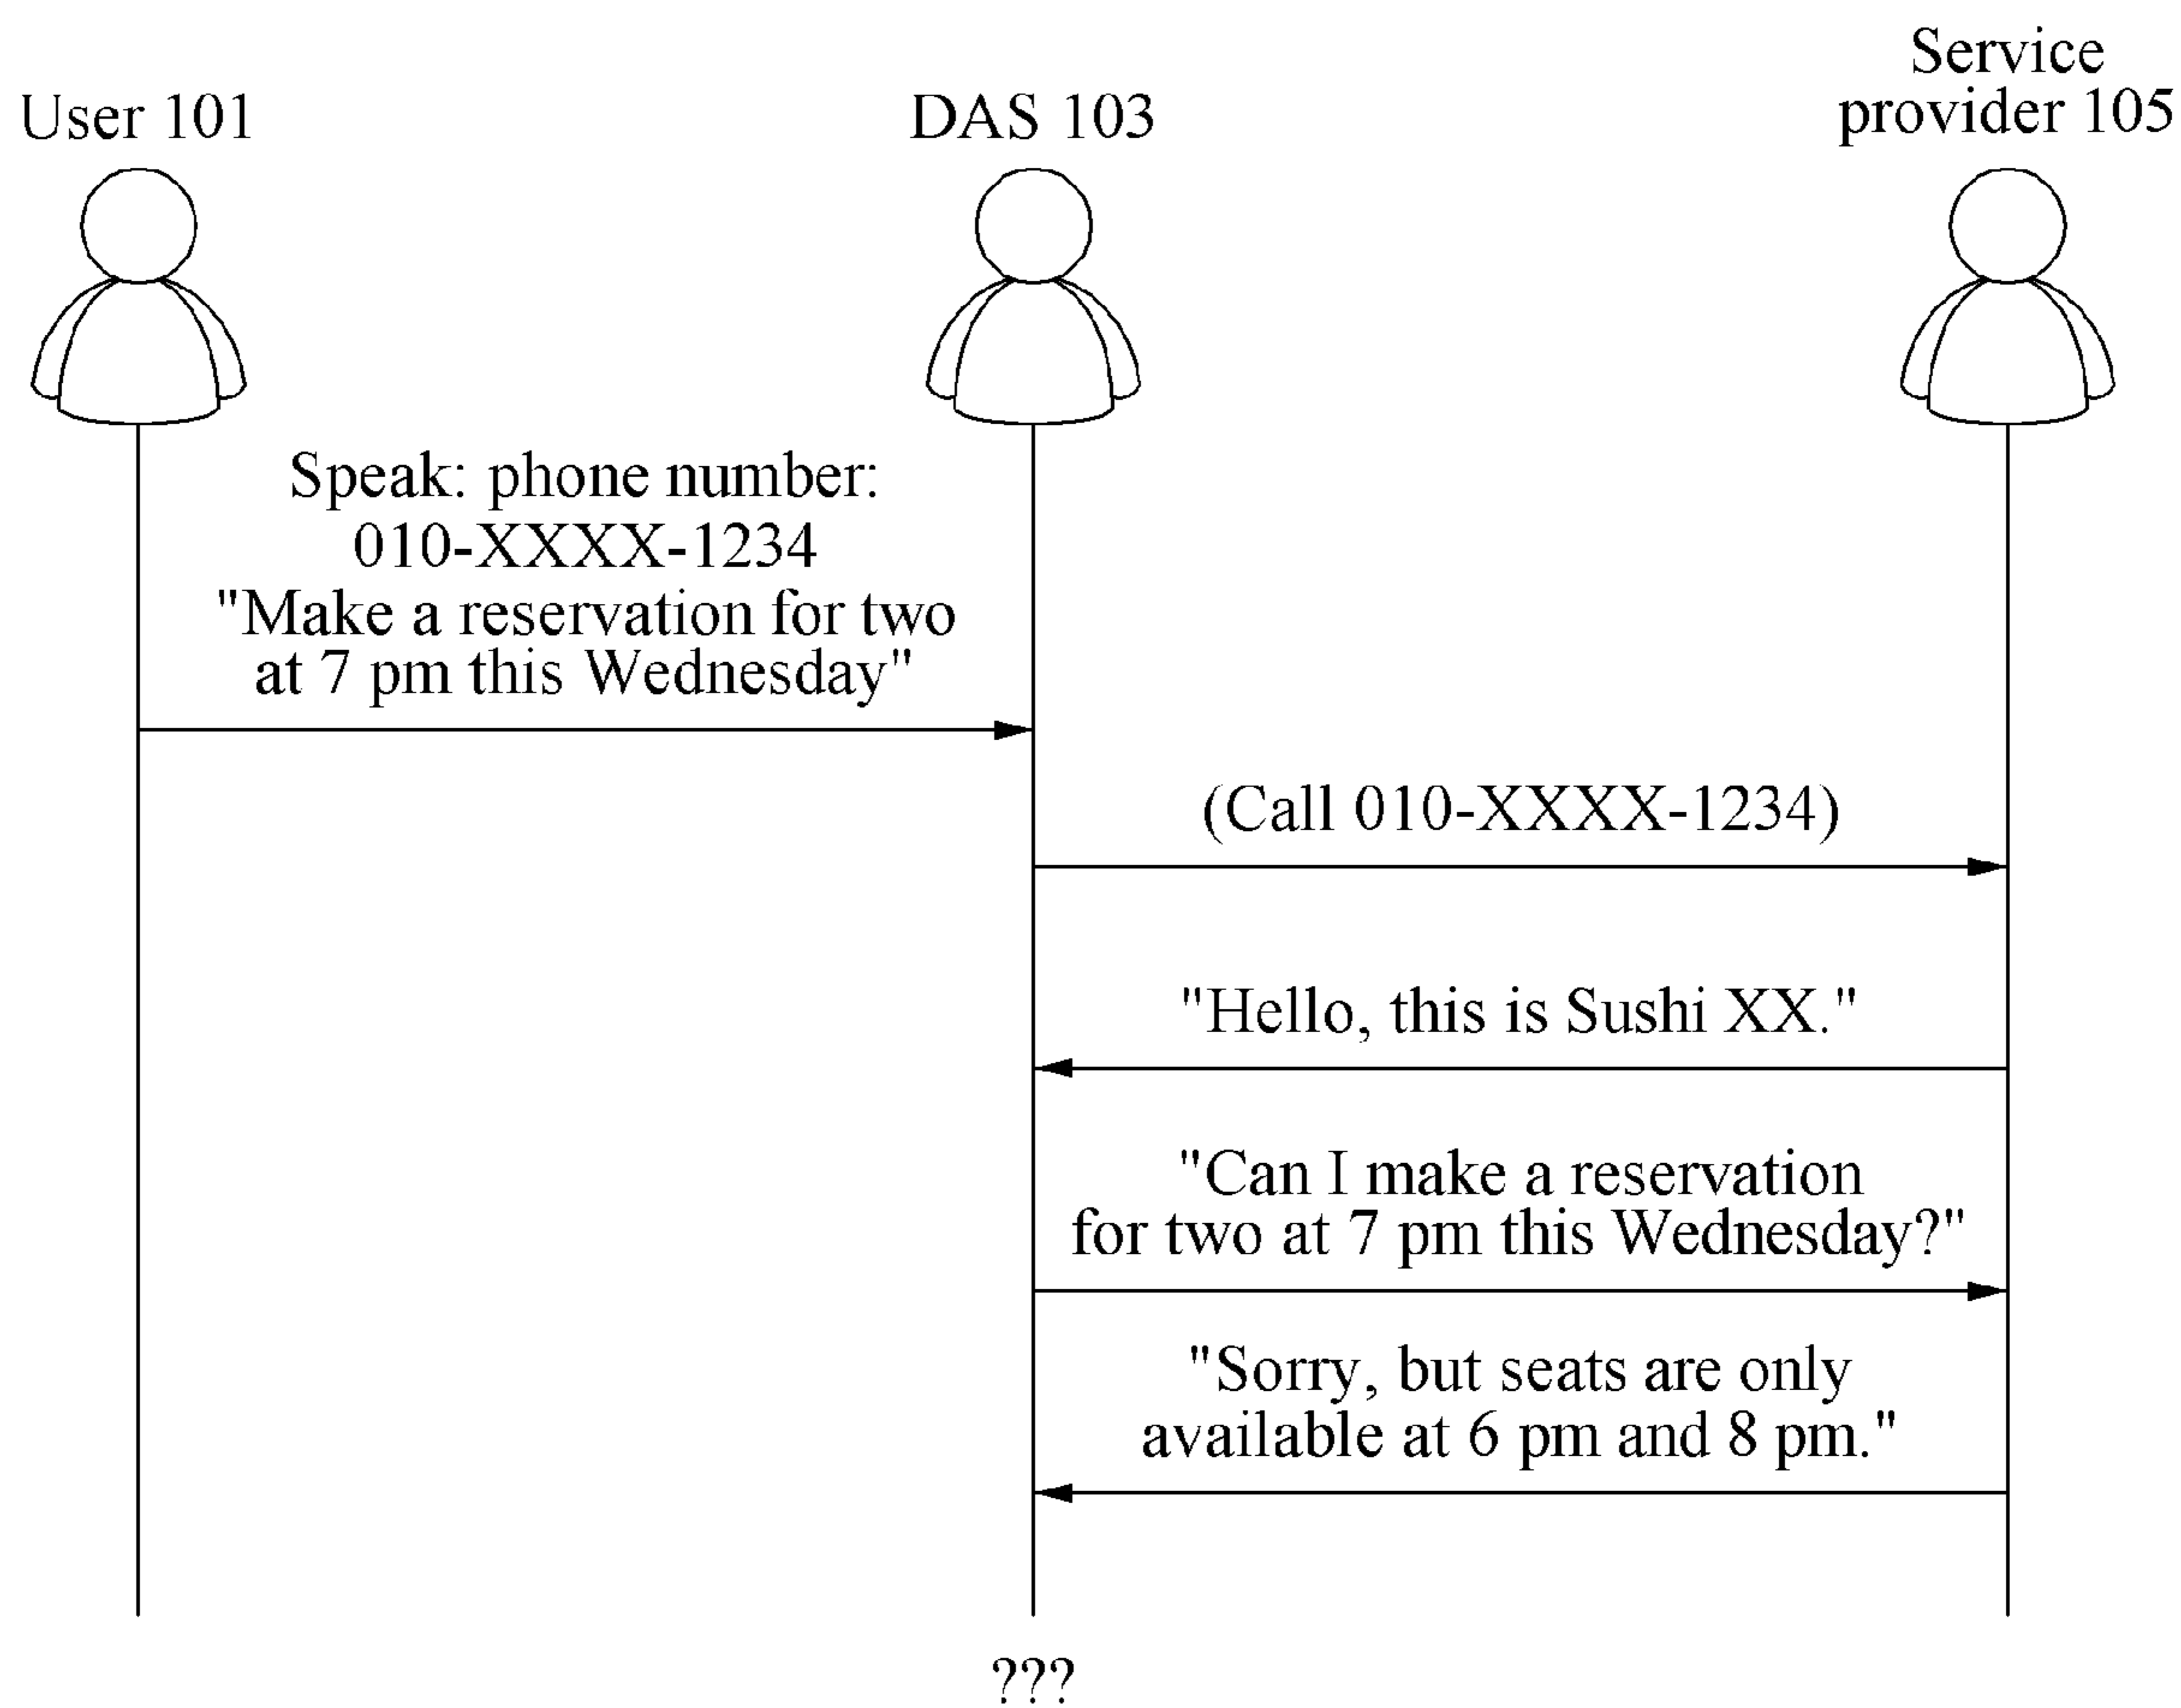 User 101
DAS 103
Service
provider 105
Speak: phone number:
010-XXXX-1234
"Make a reservation for two
at 7 pm this Wednesday"
(Call 010-XXXX-1234)
"Hello, this is Sushi XX."
"Can I make a reservation
for two at 7 pm this Wednesday?"
"Sorry, but seats are only
available at 6 pm and 8 pm."
???